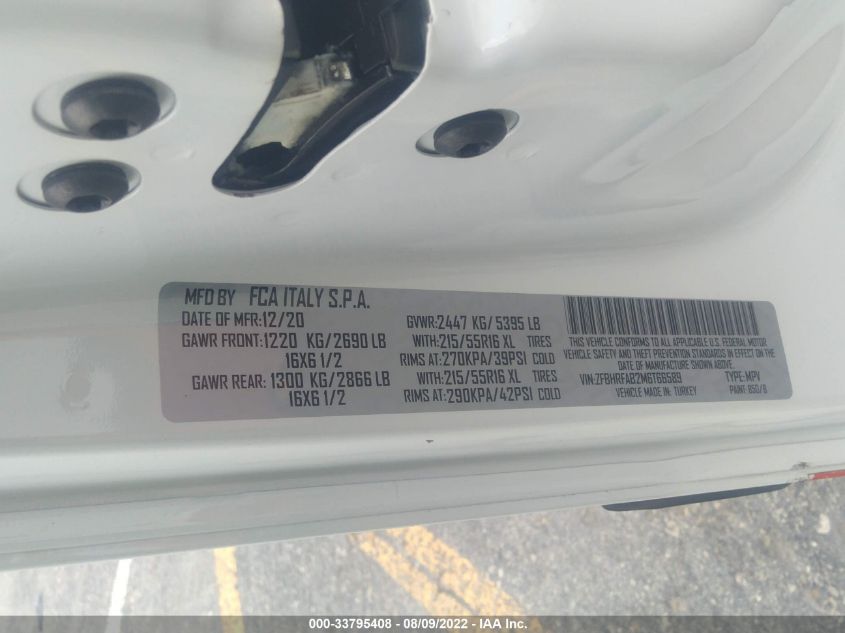 MFD BY FCA ITALY S.P.A.
DATE OF MFR: 12/20
GVWR: 2447 KG/ 5395 LB
GAWR FRONT: 1220 KG/2690 LB
WITH: 215/55R16 XL TIRES
16X6 1/2
RIMS AT: 270KPA/39PSI COLD
GAWR REAR: 1300 KG/2866 LB
WITH: 215/55R16 XL TIRES
16X6 1/2
RIMS AT: 290KPA/42PSI COLD
THIS VEHICLE CONFORMS TO ALL APPLICABLE U.S. FEDERAL MOTOR
VEHICLE SAFETY AND THEFT PREVENTION STANDARDS IN EFFECT
ON THE DATE OF MANUFACTURE SHOWN ABOVE.
VIN: ZFBHRFAB2M6T66589 TYPE: MPV
VEHICLE MADE IN: TURKEY PAINT: 850/B
000-33795408 - 08/09/2022 - IAA Inc.